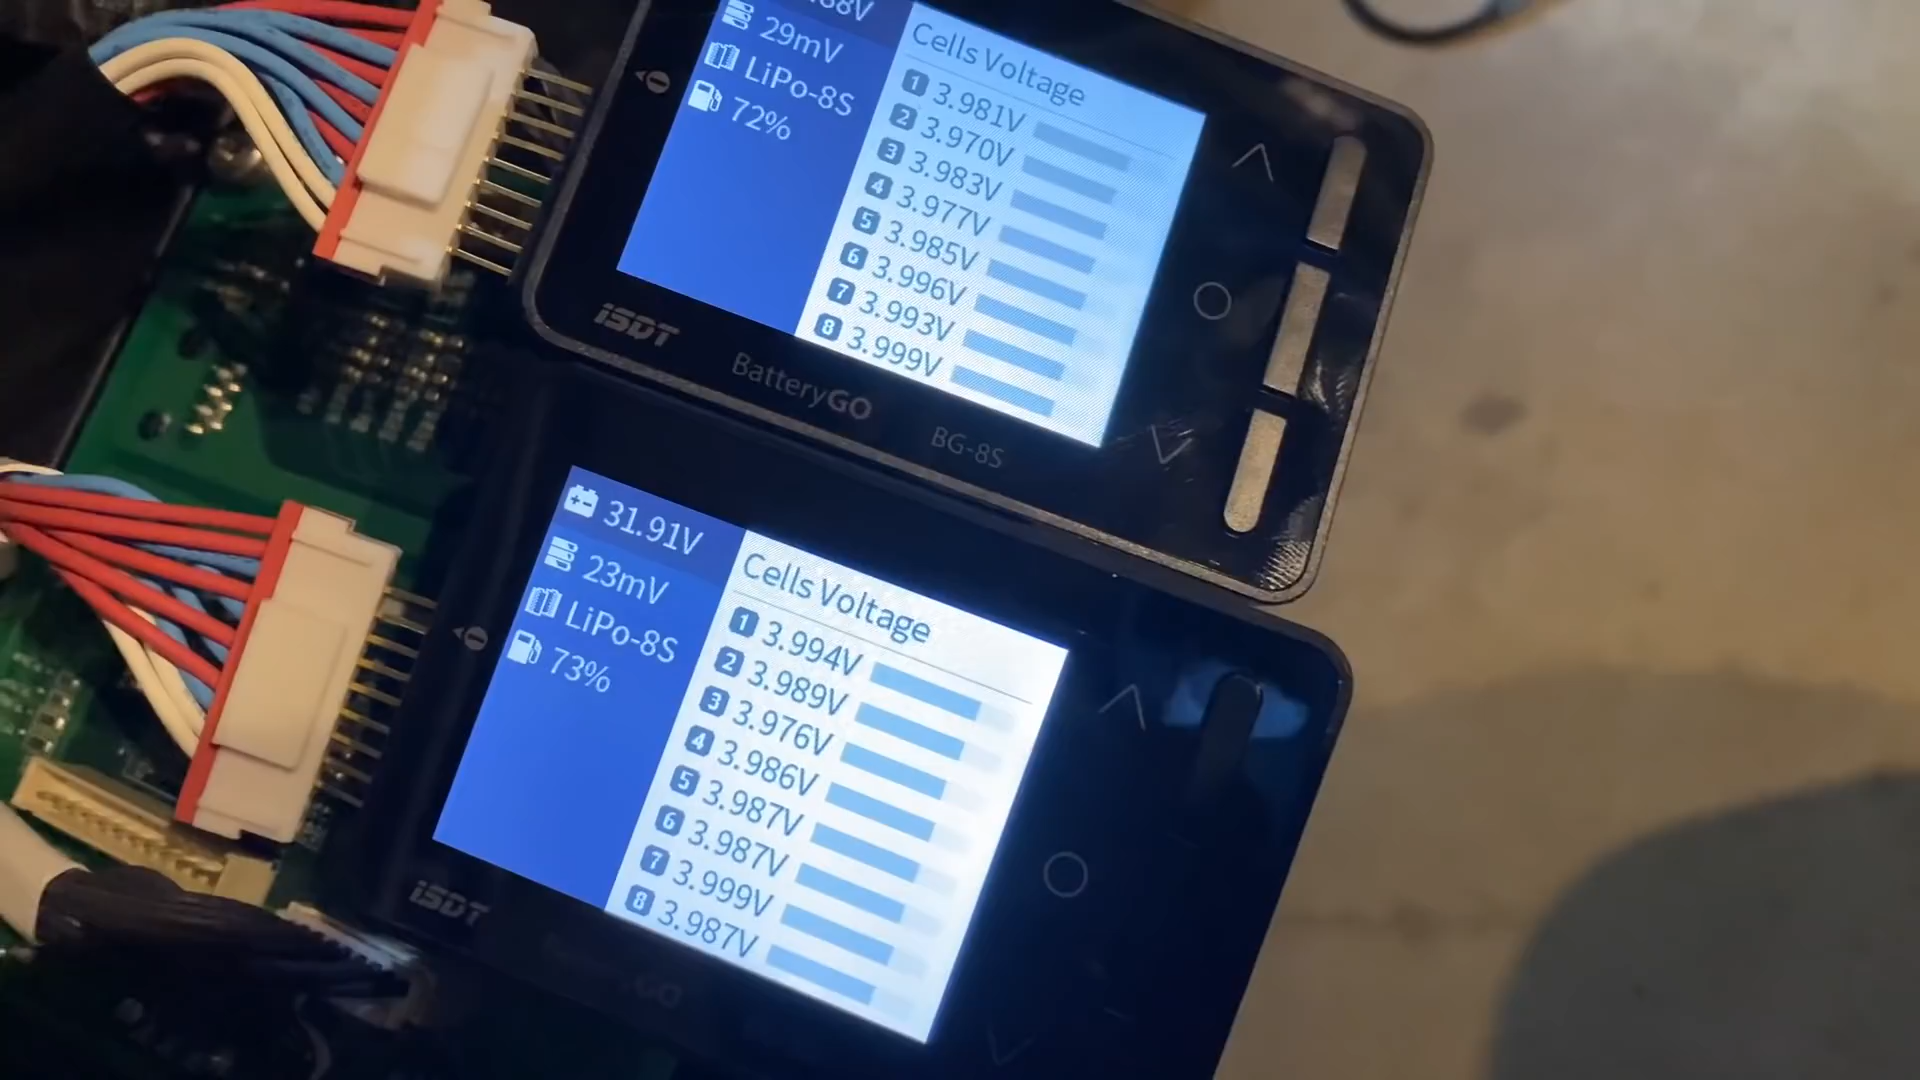 .88V
29mV
LiPo-8S
72%
Cells Voltage
1 3.981V
2 3.970V
3 3.983V
4 3.977V
5 3.985V
6 3.996V
7 3.993V
8 3.999V
iSDT
BatteryGO
BG-8S
31.91V
23mV
LiPo-8S
73%
Cells Voltage
1 3.994V
2 3.989V
3 3.976V
4 3.986V
5 3.987V
6 3.987V
7 3.999V
8 3.987V
iSDT
GO